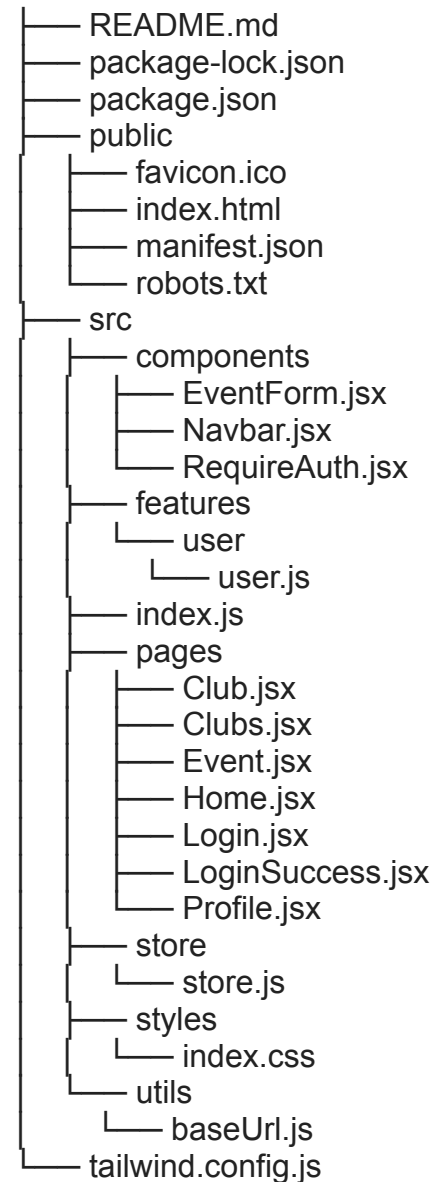 README.md
package-lock.json
package.json
public
favicon.ico
index.html
manifest.json
robots.txt
src
components
EventForm.jsx
Navbar.jsx
RequireAuth.jsx
features
user
user.js
index.js
pages
Club.jsx
Clubs.jsx
Event.jsx
Home.jsx
Login.jsx
LoginSuccess.jsx
Profile.jsx
store
store.js
styles
index.css
utils
baseUrl.js
tailwind.config.js